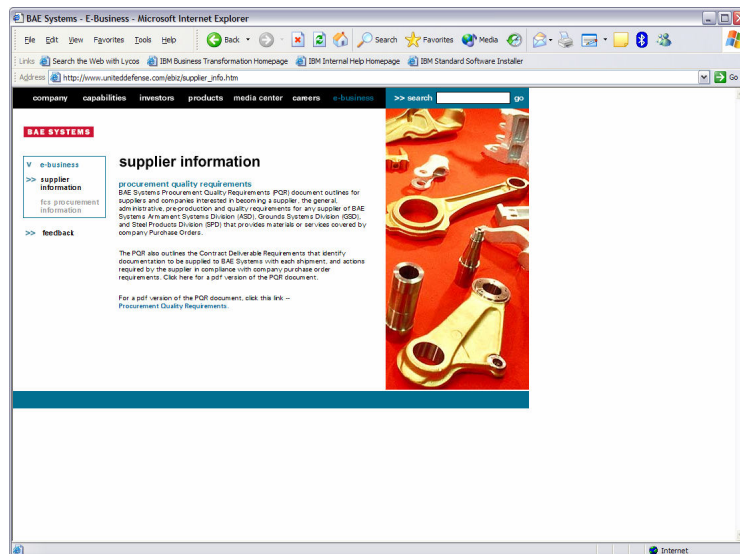 BAE Systems - E-Business - Microsoft Internet Explorer
File Edit View Favorites Tools Help Back Search Favorites Media
Links Search the Web with Lycos IBM Business Transformation Homepage IBM Internal Help Homepage IBM Standard Software Installer
Address http://www.uniteddefense.com/ebiz/supplier_info.htm Go
company capabilities investors products media center careers e-business >> search go
BAE SYSTEMS
v e-business
>> supplier
information
fcs procurement
information
>> feedback
supplier information
procurement quality requirements
BAE Systems Procurement Quality Requirements (PQR) document outlines for
suppliers and companies interested in becoming a supplier, the general,
administrative, pre-production and quality requirements for any supplier of BAE
Systems Armament Systems Division (ASD), Grounds Systems Division (GSD),
and Steel Products Division (SPD) that provides materials or services covered by
company Purchase Orders.
The PQR also outlines the Contract Deliverable Requirements that identify
documentation to be supplied to BAE Systems with each shipment, and actions
required by the supplier in compliance with company purchase order
requirements. Click here for a pdf version of the PQR document.
For a pdf version of the PQR document, click this link --
Procurement Quality Requirements.
Internet